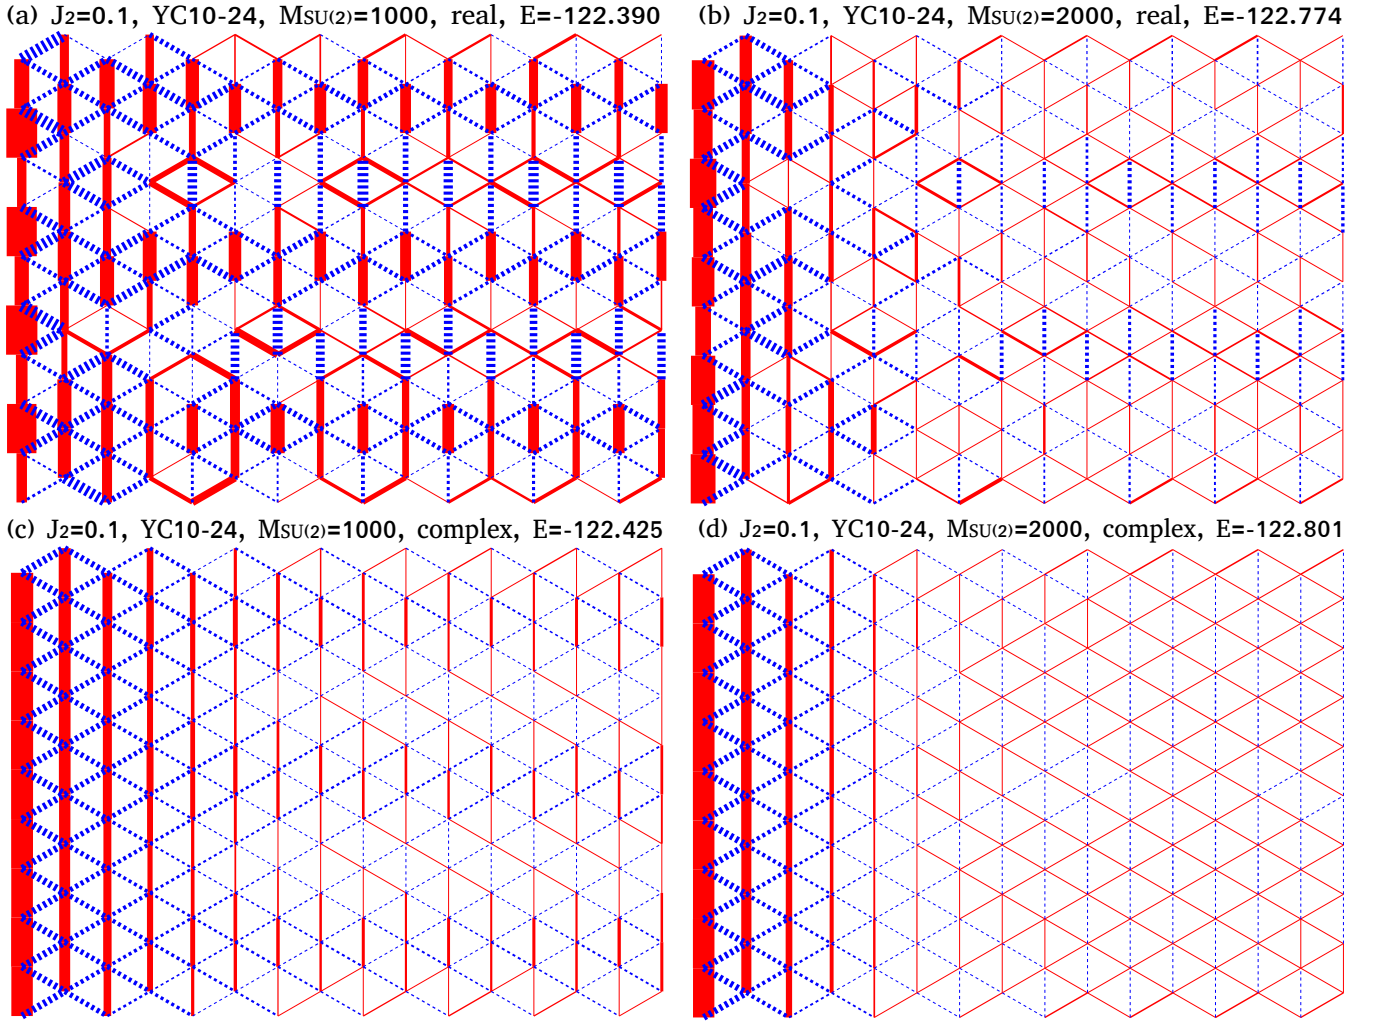 (a) J2=0.1, YC10-24, MSU(2)=1000, real, E=-122.390
(b) J2=0.1, YC10-24, MSU(2)=2000, real, E=-122.774
(c) J2=0.1, YC10-24, MSU(2)=1000, complex, E=-122.425
(d) J2=0.1, YC10-24, MSU(2)=2000, complex, E=-122.801